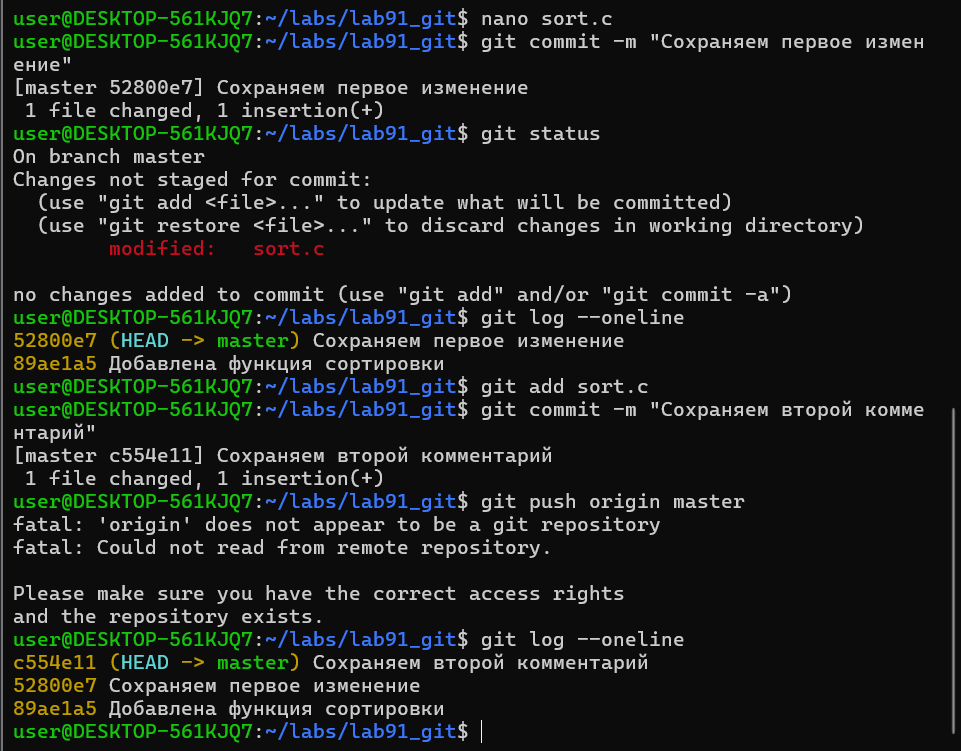 user@DESKTOP-561KJQ7:~/labs/lab91_git$ nano sort.c
user@DESKTOP-561KJQ7:~/labs/lab91_git$ git commit -m "Сохраняем первое измен
ение"
[master 52800e7] Сохраняем первое изменение
 1 file changed, 1 insertion(+)
user@DESKTOP-561KJQ7:~/labs/lab91_git$ git status
On branch master
Changes not staged for commit:
  (use "git add <file>..." to update what will be committed)
  (use "git restore <file>..." to discard changes in working directory)
        modified:   sort.c

no changes added to commit (use "git add" and/or "git commit -a")
user@DESKTOP-561KJQ7:~/labs/lab91_git$ git log --oneline
52800e7 (HEAD -> master) Сохраняем первое изменение
89ae1a5 Добавлена функция сортировки
user@DESKTOP-561KJQ7:~/labs/lab91_git$ git add sort.c
user@DESKTOP-561KJQ7:~/labs/lab91_git$ git commit -m "Сохраняем второй комме
нтарий"
[master c554e11] Сохраняем второй комментарий
 1 file changed, 1 insertion(+)
user@DESKTOP-561KJQ7:~/labs/lab91_git$ git push origin master
fatal: 'origin' does not appear to be a git repository
fatal: Could not read from remote repository.

Please make sure you have the correct access rights
and the repository exists.
user@DESKTOP-561KJQ7:~/labs/lab91_git$ git log --oneline
c554e11 (HEAD -> master) Сохраняем второй комментарий
52800e7 Сохраняем первое изменение
89ae1a5 Добавлена функция сортировки
user@DESKTOP-561KJQ7:~/labs/lab91_git$